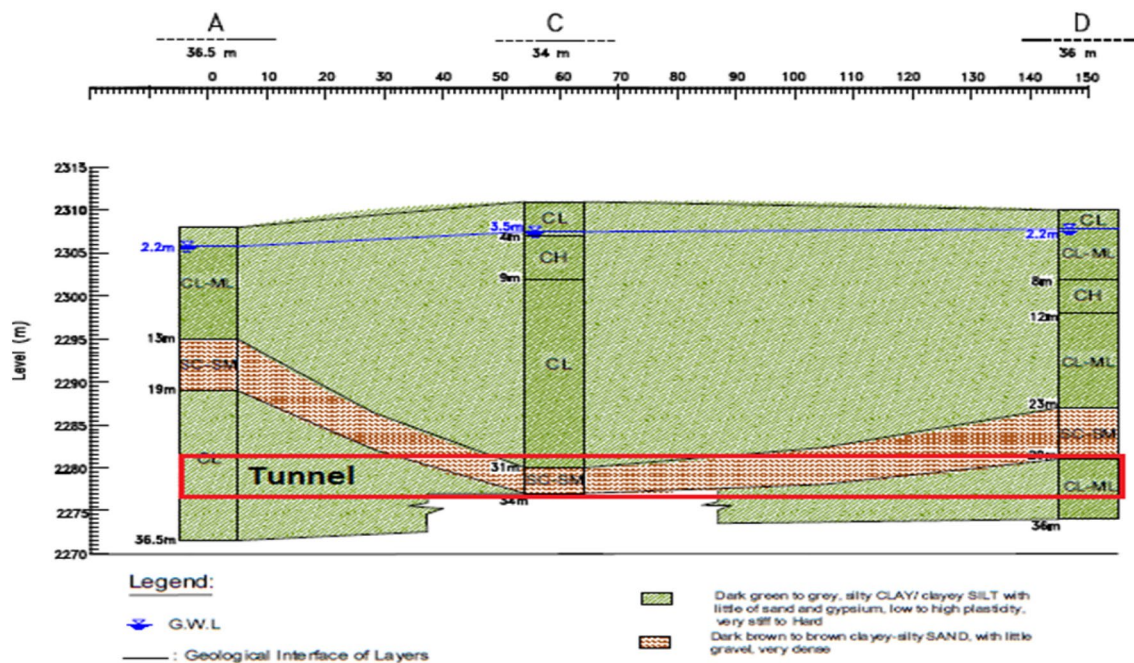 A C D
36.5 m 34 m 36 m
0 10 20 30 40 50 60 70 80 90 100 110 120 130 140 150
Level (m)
2315
2310
2305
2300
2295
2290
2285
2280
2275
2270
2.2m
CL-ML
13m
SC-SM
19m
CL
36.5m
CL
3.5m
CH
9m
CL
31m
SC-SM
34m
CL
2.2m
CL-ML
8m
CH
12m
CL-ML
23m
SC-SM
CL-ML
36m
Tunnel
Legend:
G.W.L
: Geological Interface of Layers
Dark green to grey, silty CLAY/ clayey SILT with
little of sand and gypsium, low to high plasticity,
very stiff to Hard
Dark brown to brown clayey-silty SAND, with little
gravel, very dense